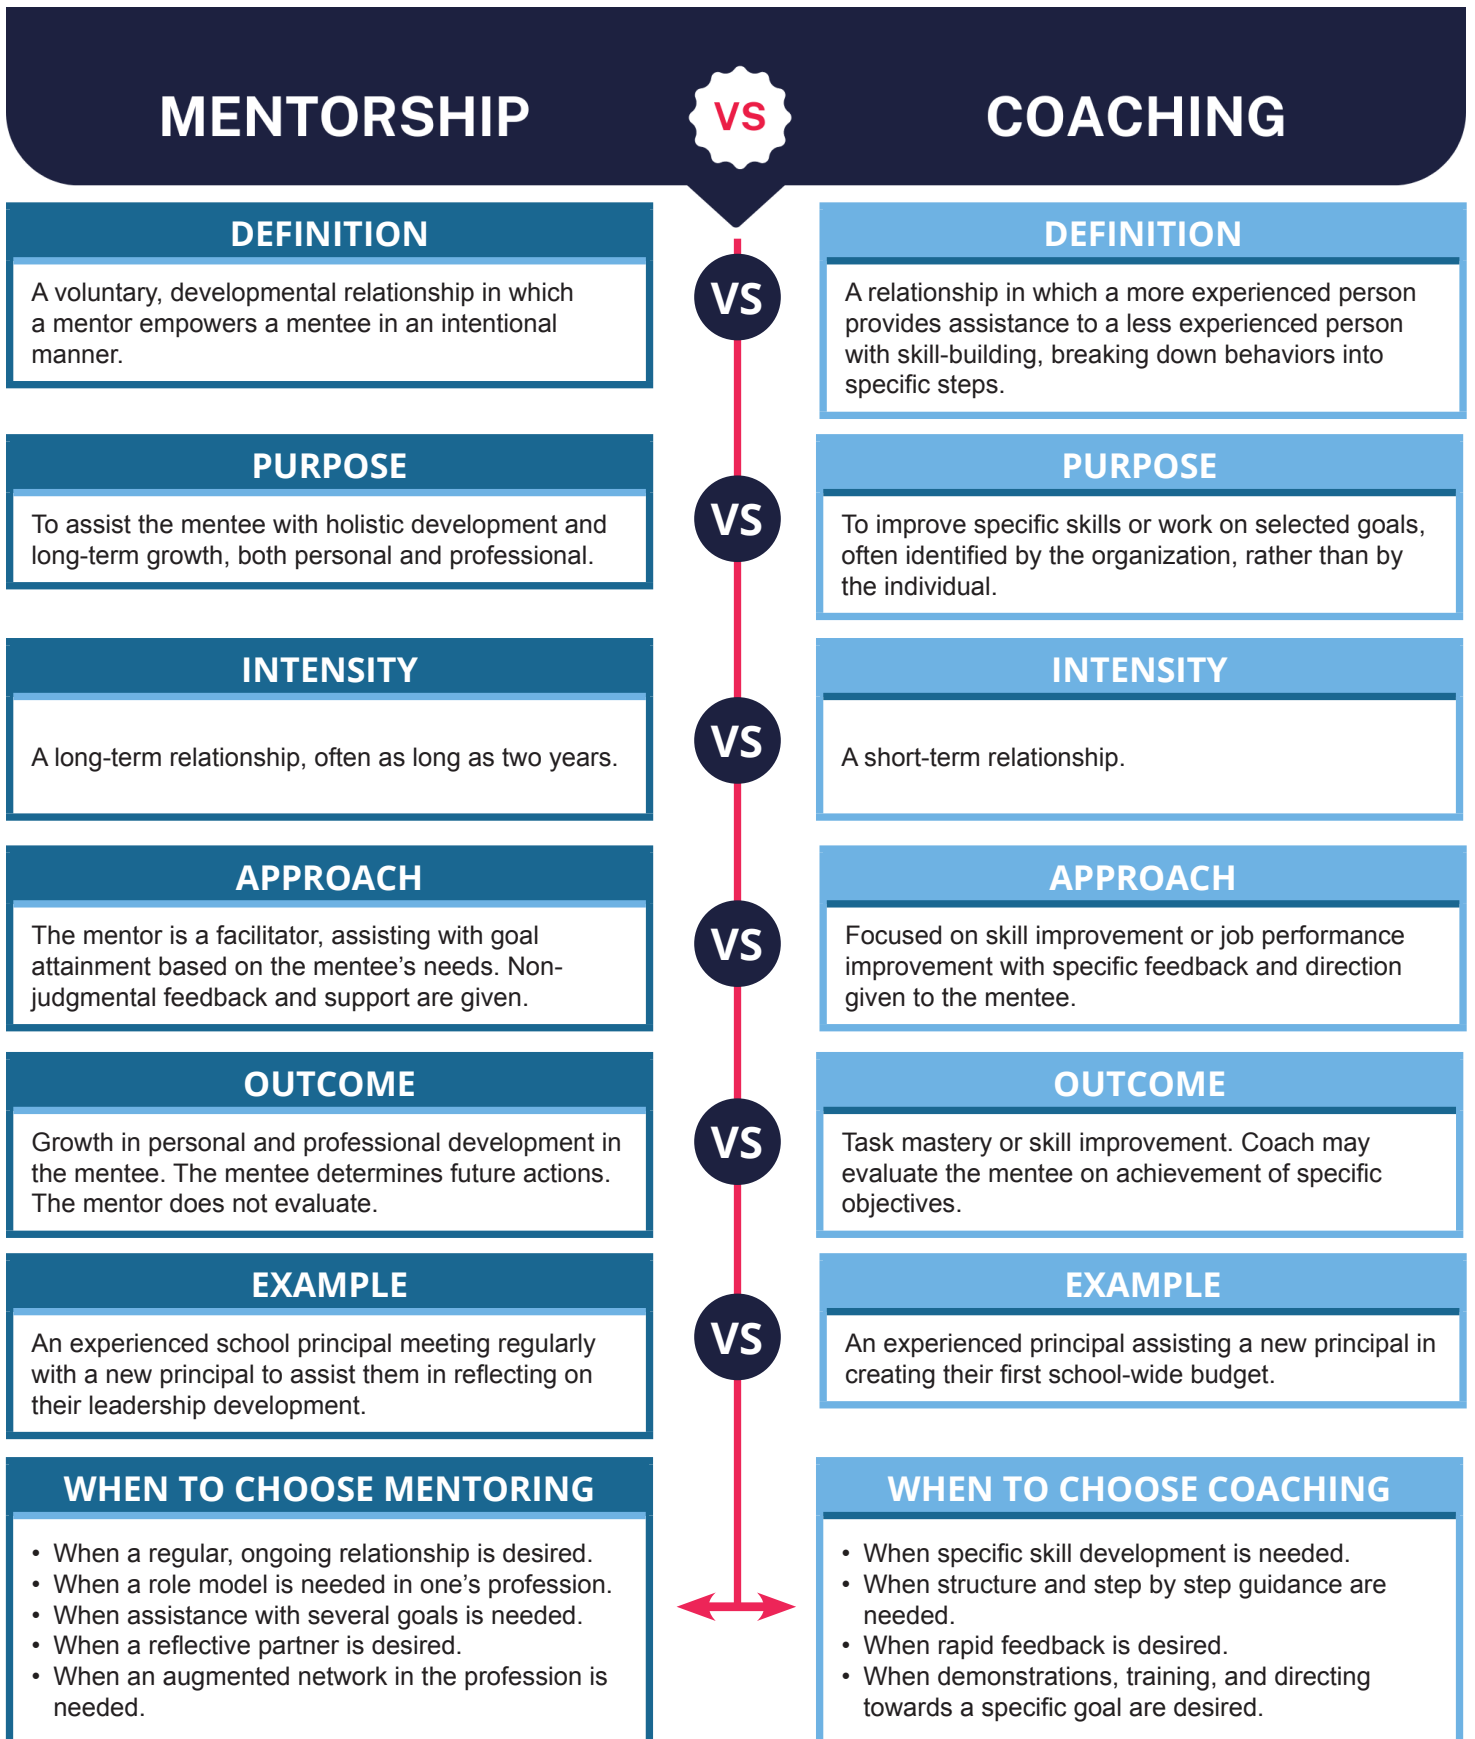 MENTORSHIP
VS
COACHING
DEFINITION
A voluntary, developmental relationship in which
a mentor empowers a mentee in an intentional
manner.
VS
DEFINITION
A relationship in which a more experienced person
provides assistance to a less experienced person
with skill-building, breaking down behaviors into
specific steps.
PURPOSE
To assist the mentee with holistic development and
long-term growth, both personal and professional.
VS
PURPOSE
To improve specific skills or work on selected goals,
often identified by the organization, rather than by
the individual.
INTENSITY
A long-term relationship, often as long as two years.
VS
INTENSITY
A short-term relationship.
APPROACH
The mentor is a facilitator, assisting with goal
attainment based on the mentee’s needs. Non-
judgmental feedback and support are given.
VS
APPROACH
Focused on skill improvement or job performance
improvement with specific feedback and direction
given to the mentee.
OUTCOME
Growth in personal and professional development in
the mentee. The mentee determines future actions.
The mentor does not evaluate.
VS
OUTCOME
Task mastery or skill improvement. Coach may
evaluate the mentee on achievement of specific
objectives.
EXAMPLE
An experienced school principal meeting regularly
with a new principal to assist them in reflecting on
their leadership development.
VS
EXAMPLE
An experienced principal assisting a new principal in
creating their first school-wide budget.
WHEN TO CHOOSE MENTORING
• When a regular, ongoing relationship is desired.
• When a role model is needed in one’s profession.
• When assistance with several goals is needed.
• When a reflective partner is desired.
• When an augmented network in the profession is
needed.
WHEN TO CHOOSE COACHING
• When specific skill development is needed.
• When structure and step by step guidance are
needed.
• When rapid feedback is desired.
• When demonstrations, training, and directing
towards a specific goal are desired.